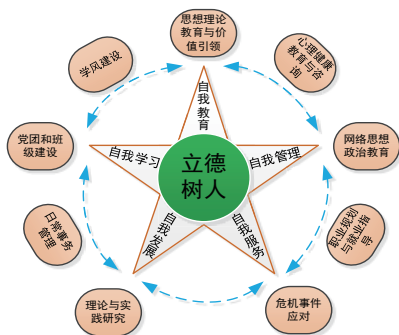 思想理论
教育与价
值引领
心理健康
教育与咨
询
网络思想
政治教育
职业规划
与就业指
导
危机事件
应对
理论与实
践研究
日常事务
管理
党团和班
级建设
学风建设
自我教育
自我管理
自我服务
自我发展
自我学习
立德
树人